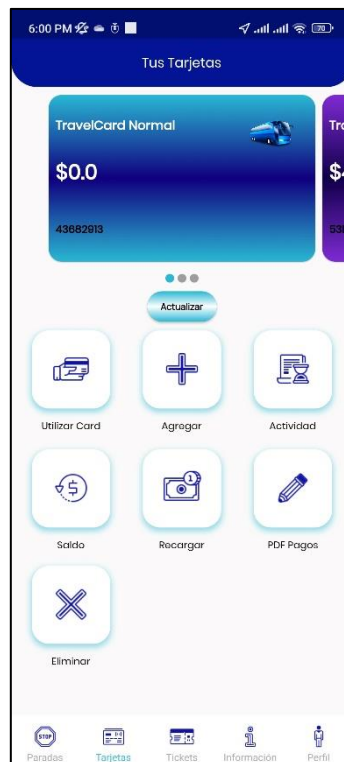 6:00 PM 70
Tus Tarjetas
TravelCard Normal
$0.0
43682913
Actualizar
Utilizar Card Agregar Actividad
Saldo Recargar PDF Pagos
Eliminar
STOP
Paradas Tarjetas Tickets Información Perfil